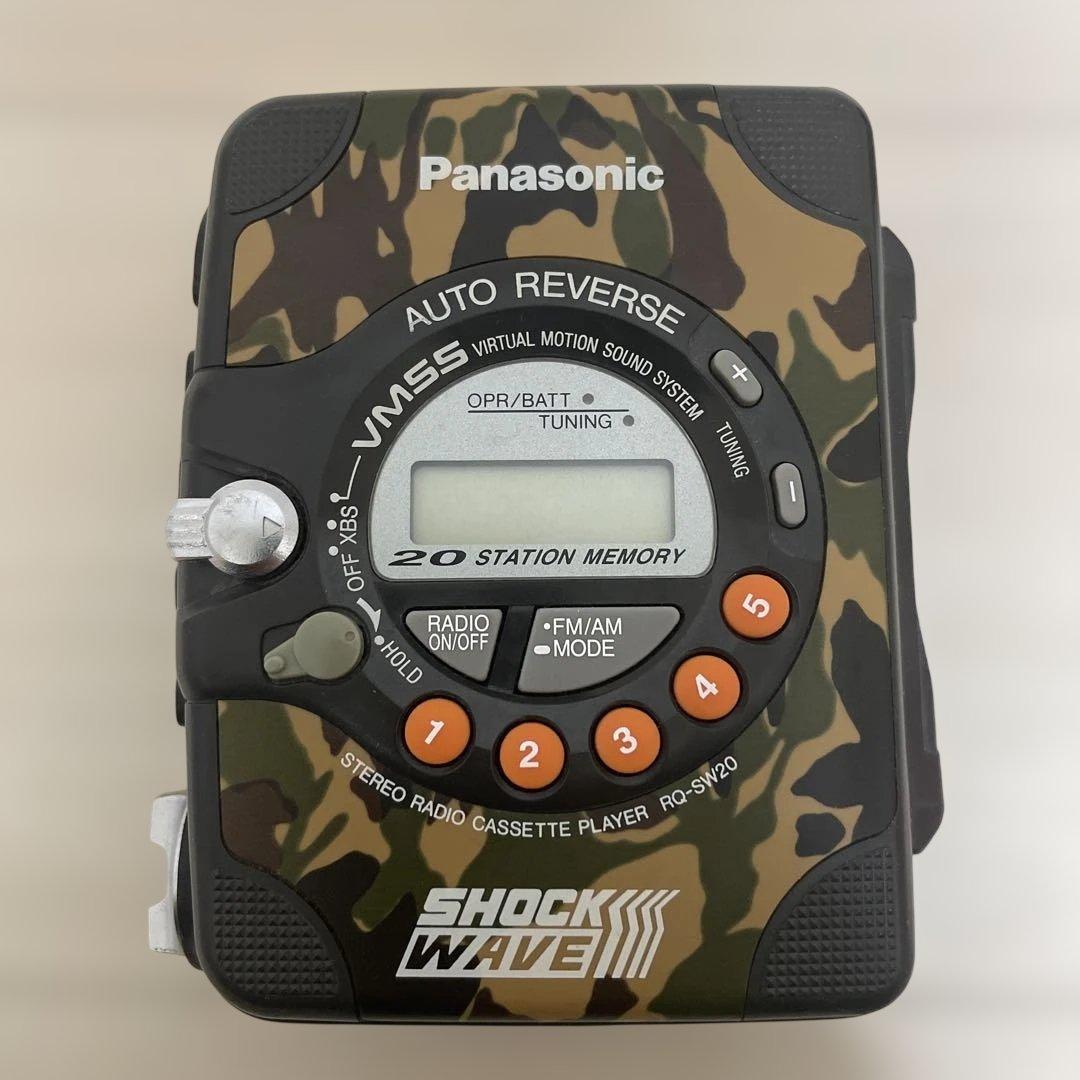 Panasonic
AUTO REVERSE
VMSS VIRTUAL MOTION SOUND SYSTEM
OPR/BATT
TUNING
+
TUNING
−
20 STATION MEMORY
XBS
OFF
HOLD
RADIO
ON/OFF
•FM/AM
MODE
1
2
3
4
5
STEREO RADIO CASSETTE PLAYER RQ-SW20
SHOCK
WAVE